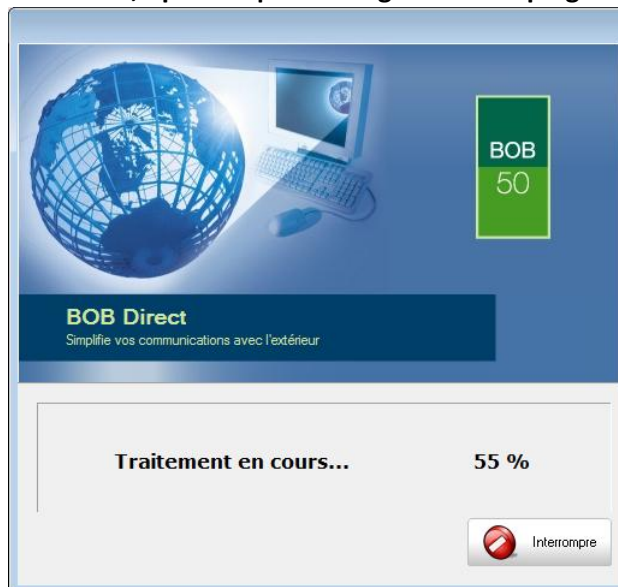 BOB
50
BOB Direct
Simplifie vos communications avec l'extérieur
Traitement en cours... 55 %
Interrompre